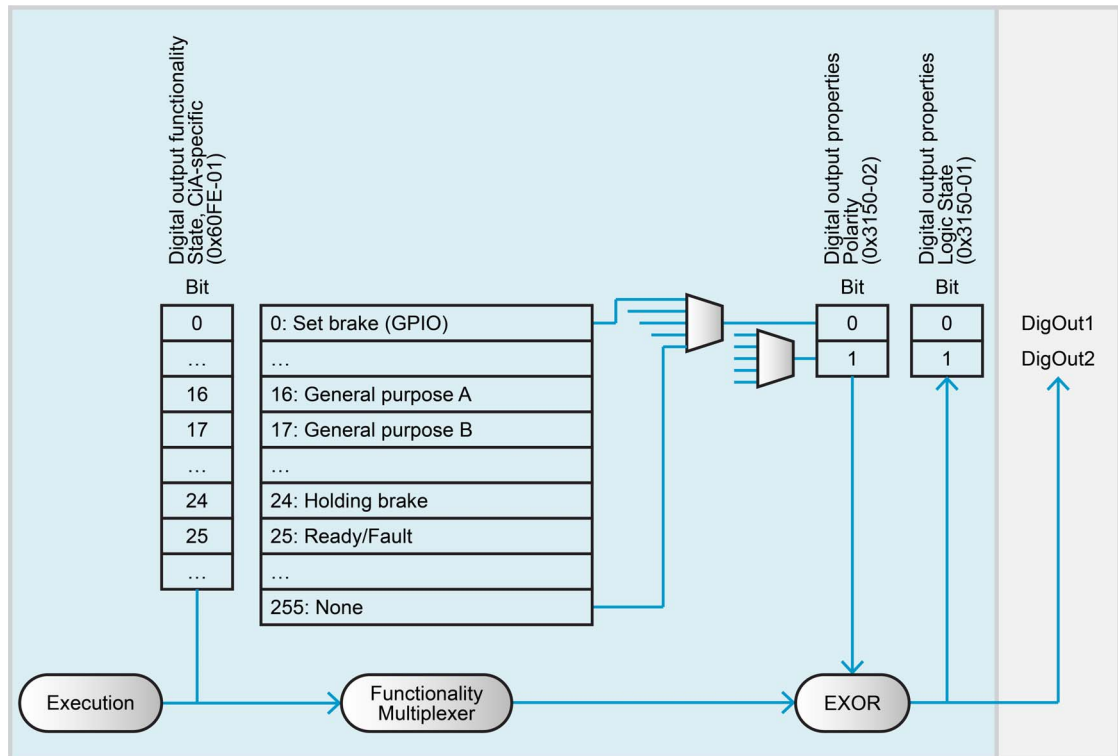 Digital output functionality
State, CiA-specific
(0x60FE-01)
Digital output properties
Polarity
(0x3150-02)
Digital output properties
Logic State
(0x3150-01)
Bit
Bit
Bit
0
0: Set brake (GPIO)
0
0
DigOut1
...
...
1
1
DigOut2
16
16: General purpose A
17
17: General purpose B
...
...
24
24: Holding brake
25
25: Ready/Fault
...
...
255: None
Execution
Functionality
Multiplexer
EXOR